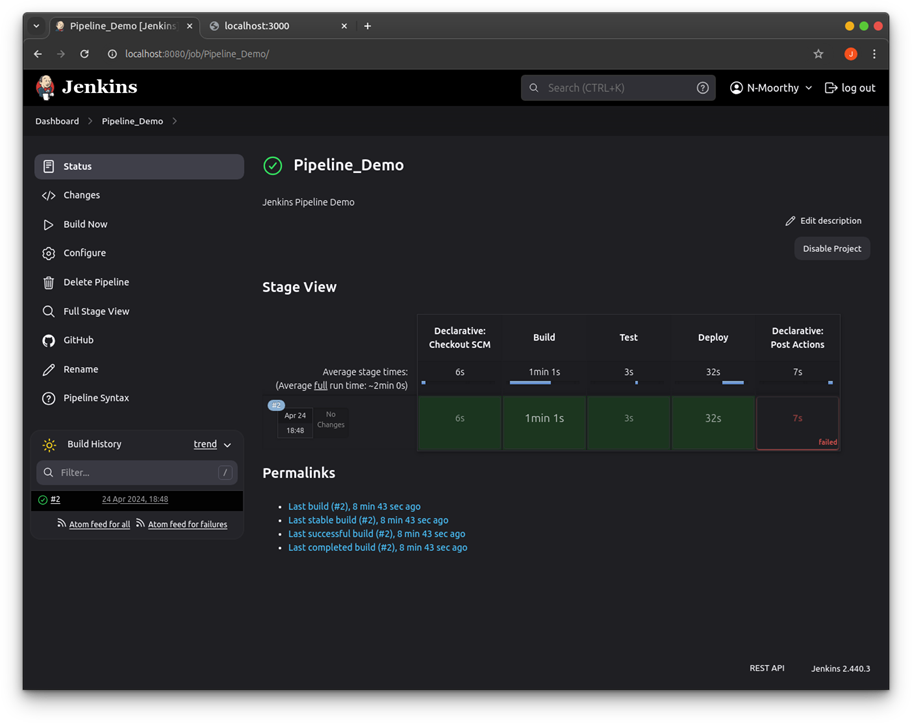 Pipeline_Demo [Jenkins]
localhost:3000
localhost:8080/job/Pipeline_Demo/
J
Jenkins
Search (CTRL+K)
N-Moorthy
log out
Dashboard
Pipeline_Demo
Status
Changes
Build Now
Configure
Delete Pipeline
Full Stage View
GitHub
Rename
Pipeline Syntax
Build History
trend
Filter...
/
#2
24 Apr 2024, 18:48
Atom feed for all
Atom feed for failures
Pipeline_Demo
Jenkins Pipeline Demo
Edit description
Disable Project
Stage View
Declarative: Checkout SCM
Build
Test
Deploy
Declarative: Post Actions
Average stage times:
(Average full run time: ~2min 0s)
6s
1min 1s
3s
32s
7s
#2
Apr 24
18:48
No Changes
6s
1min 1s
3s
32s
7s
failed
Permalinks
Last build (#2), 8 min 43 sec ago
Last stable build (#2), 8 min 43 sec ago
Last successful build (#2), 8 min 43 sec ago
Last completed build (#2), 8 min 43 sec ago
REST API
Jenkins 2.440.3